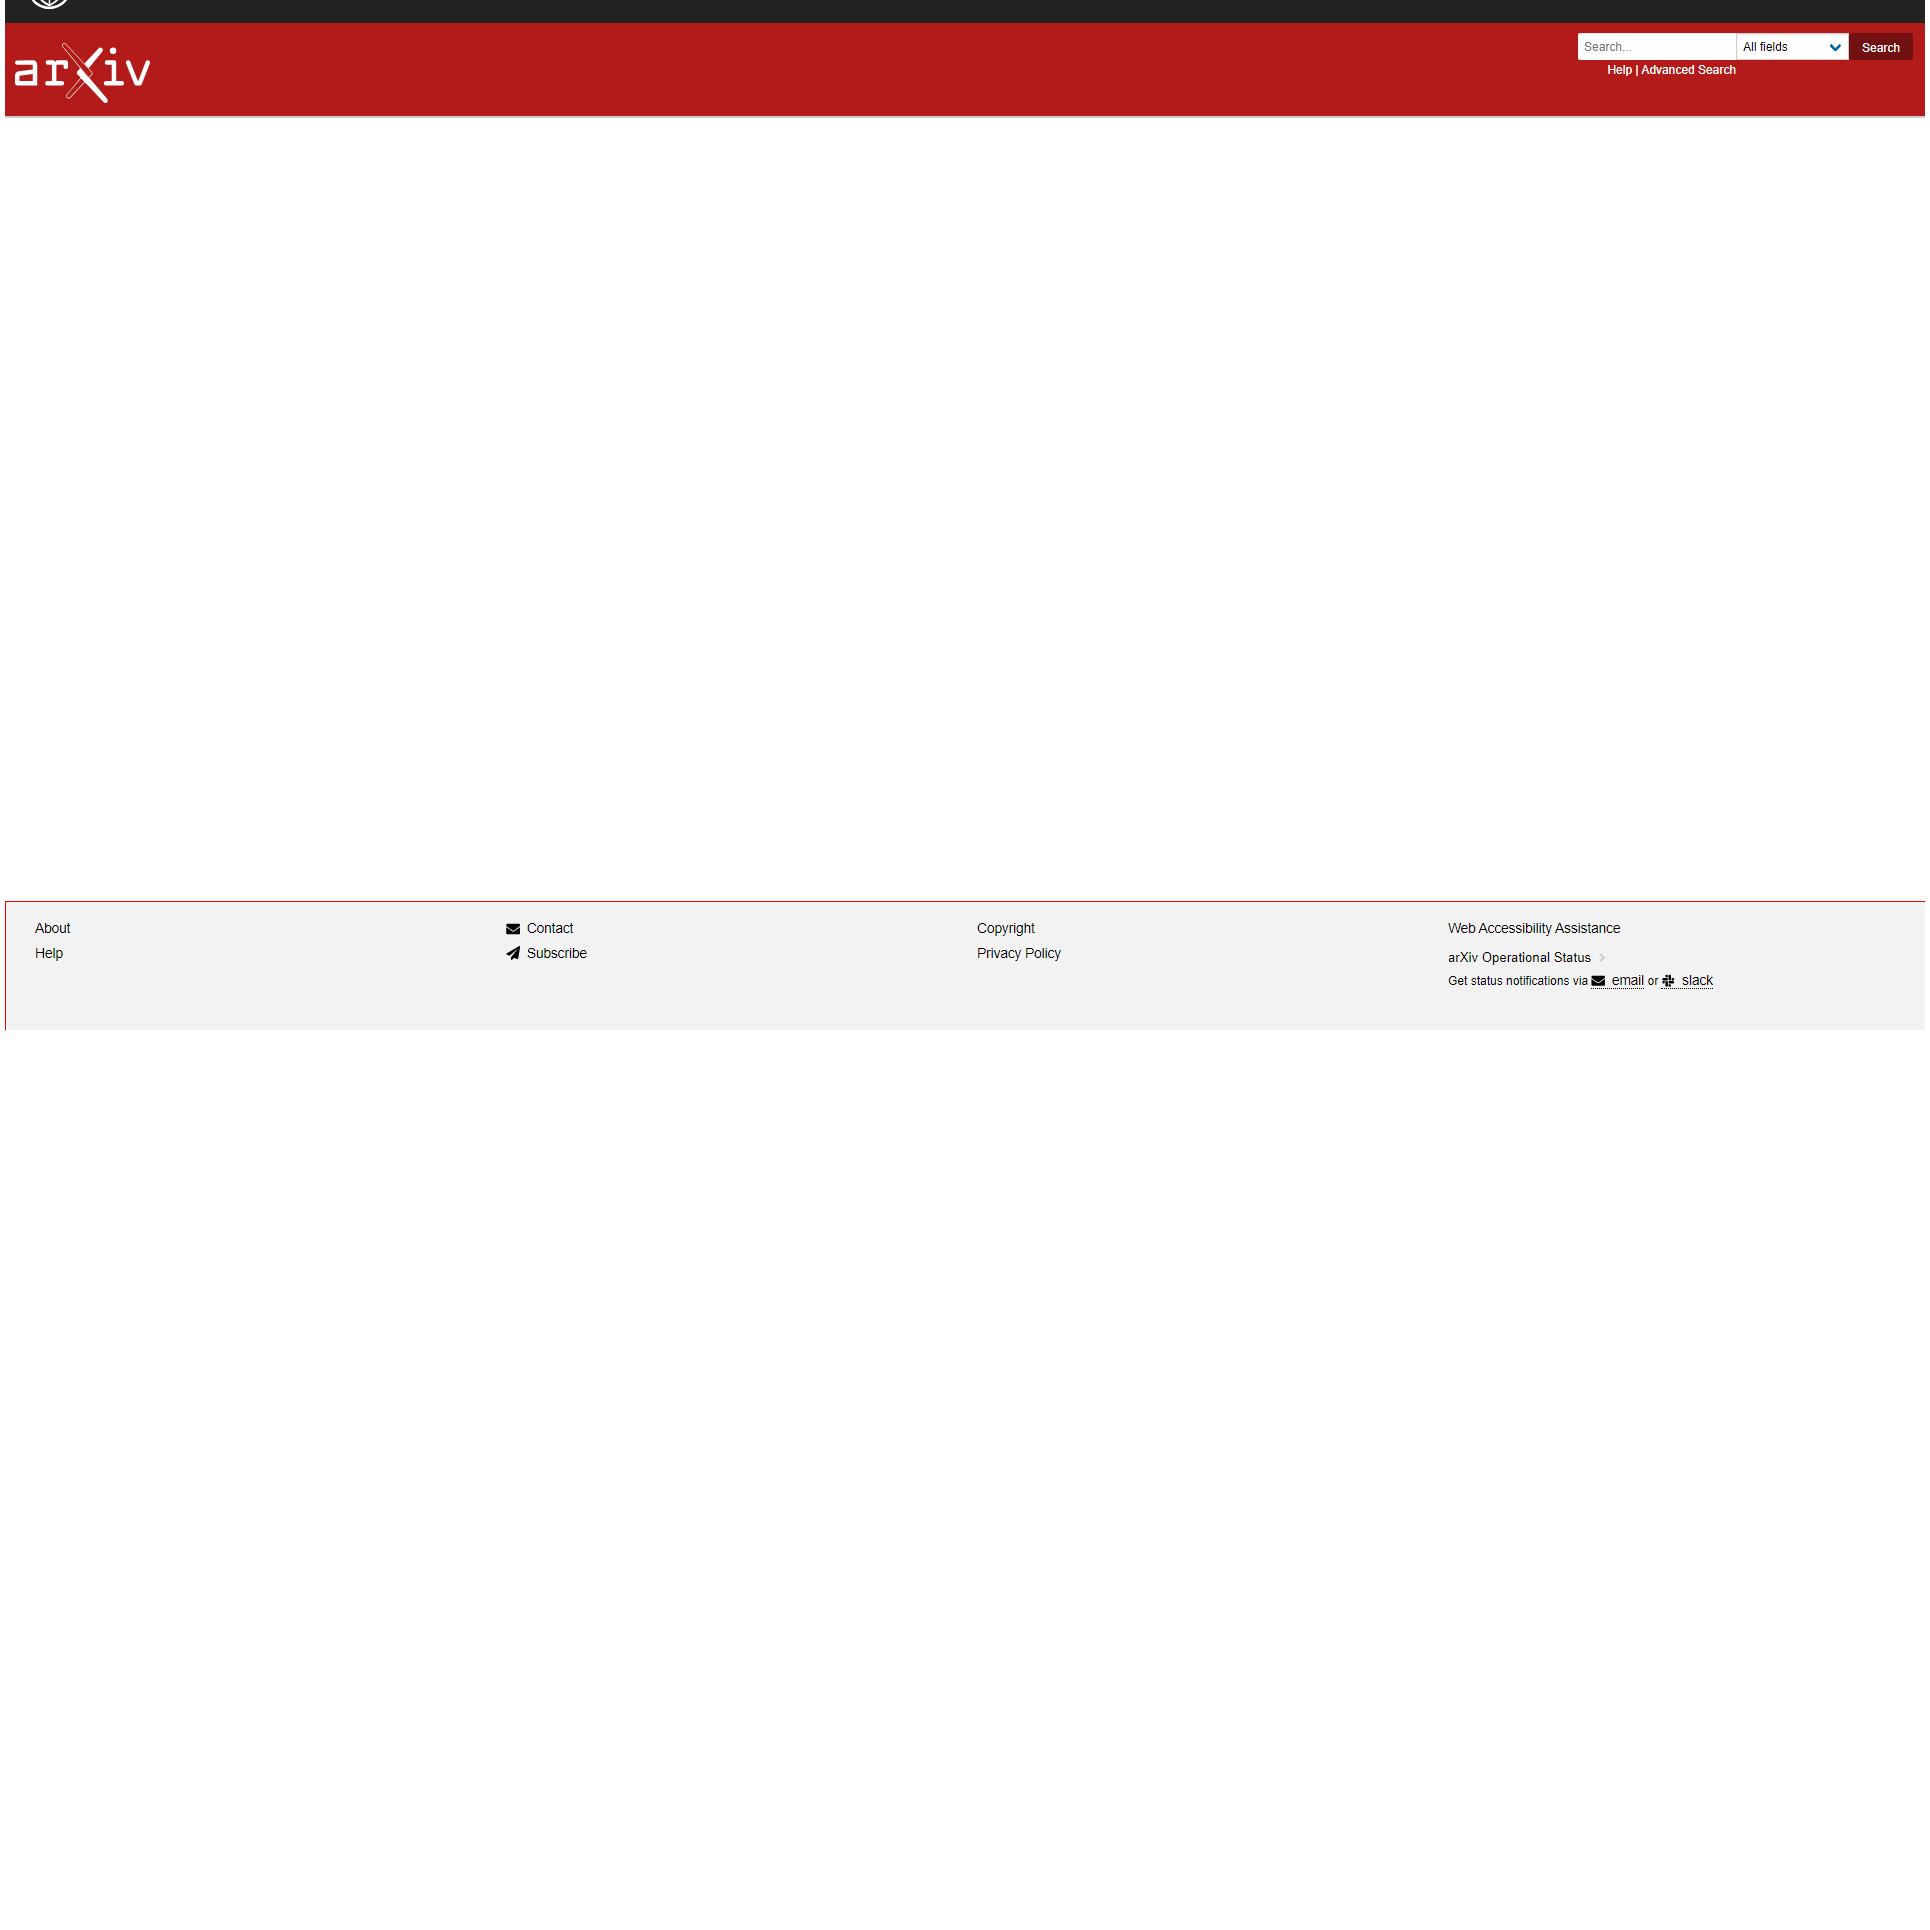 arXiv
Search...
All fields
Search
Help | Advanced Search
About
Help
Contact
Subscribe
Copyright
Privacy Policy
Web Accessibility Assistance
arXiv Operational Status
Get status notifications via email or slack